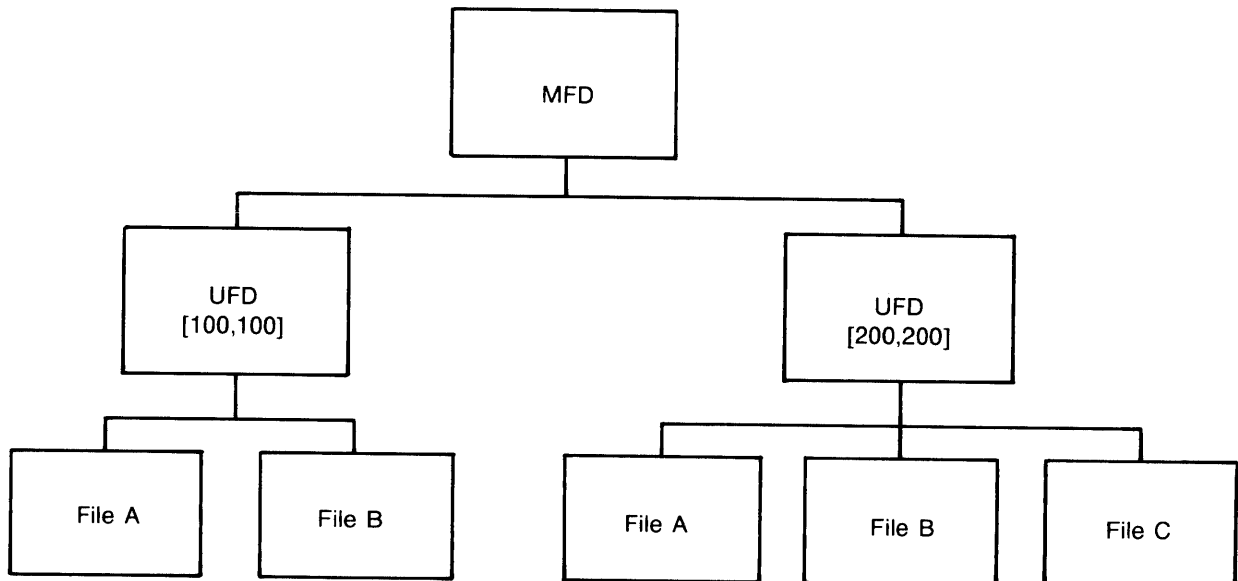 MFD
UFD
[100,100]
UFD
[200,200]
File A
File B
File A
File B
File C